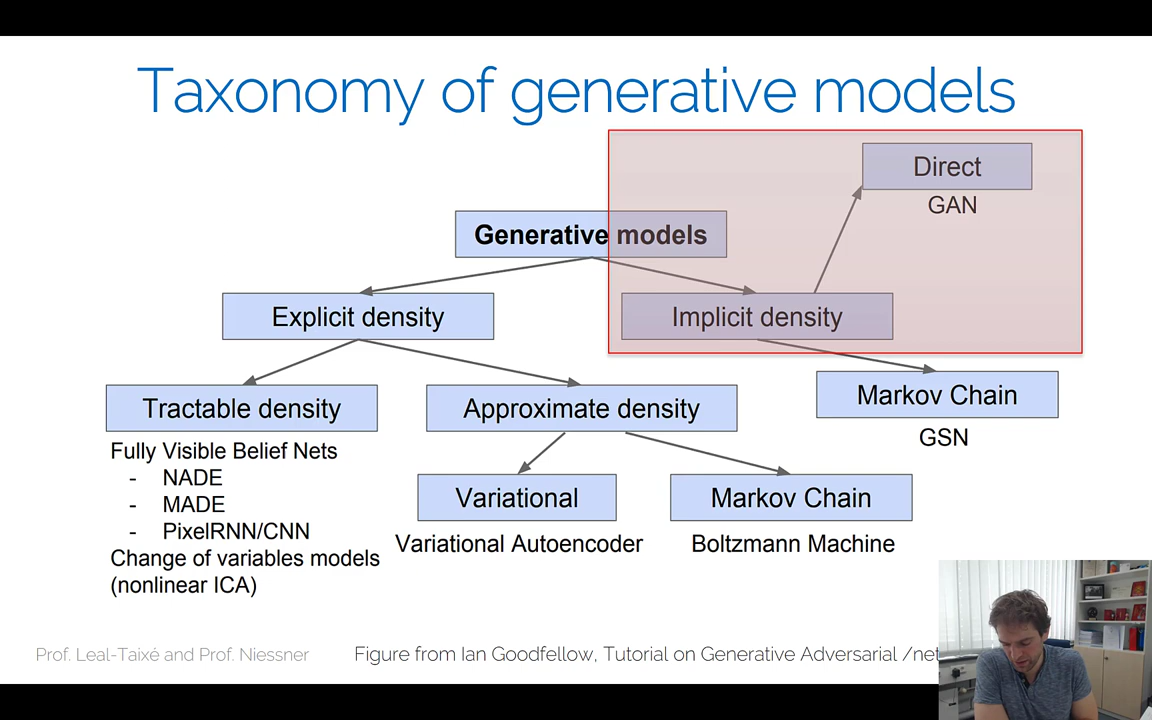 Taxonomy of generative models
Direct
GAN
Generative models
Explicit density
Implicit density
Tractable density
Approximate density
Markov Chain
GSN
Fully Visible Belief Nets
- NADE
- MADE
- PixelRNN/CNN
Change of variables models
(nonlinear ICA)
Variational
Markov Chain
Variational Autoencoder
Boltzmann Machine
Prof. Leal-Taixé and Prof. Niessner
Figure from Ian Goodfellow, Tutorial on Generative Adversarial /net